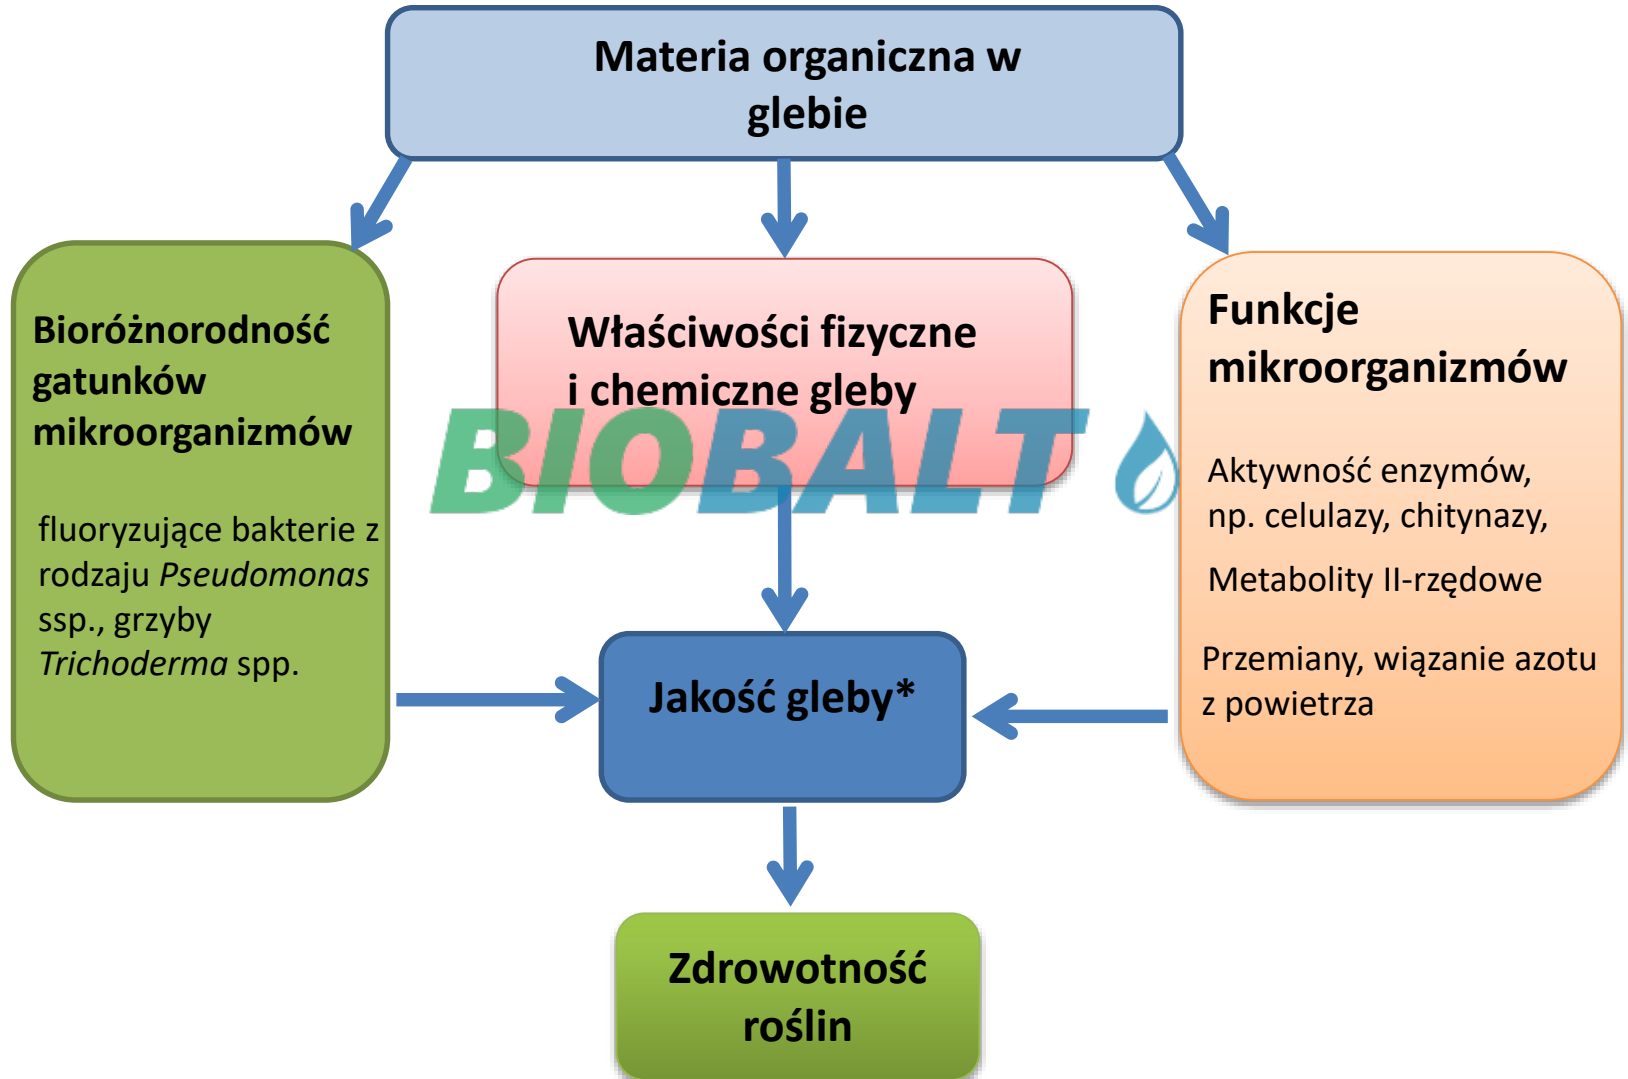 Materia organiczna w
glebie
Bioróżnorodność
gatunków
mikroorganizmów
fluoryzujące bakterie z
rodzaju Pseudomonas
ssp., grzyby
Trichoderma spp.
Właściwości fizyczne
i chemiczne gleby
BIOBALT
Funkcje
mikroorganizmów
Aktywność enzymów,
np. celulazy, chitynazy,
Metabolity II-rzędowe
Przemiany, wiązanie azotu
z powietrza
Jakość gleby*
Zdrowotność
roślin